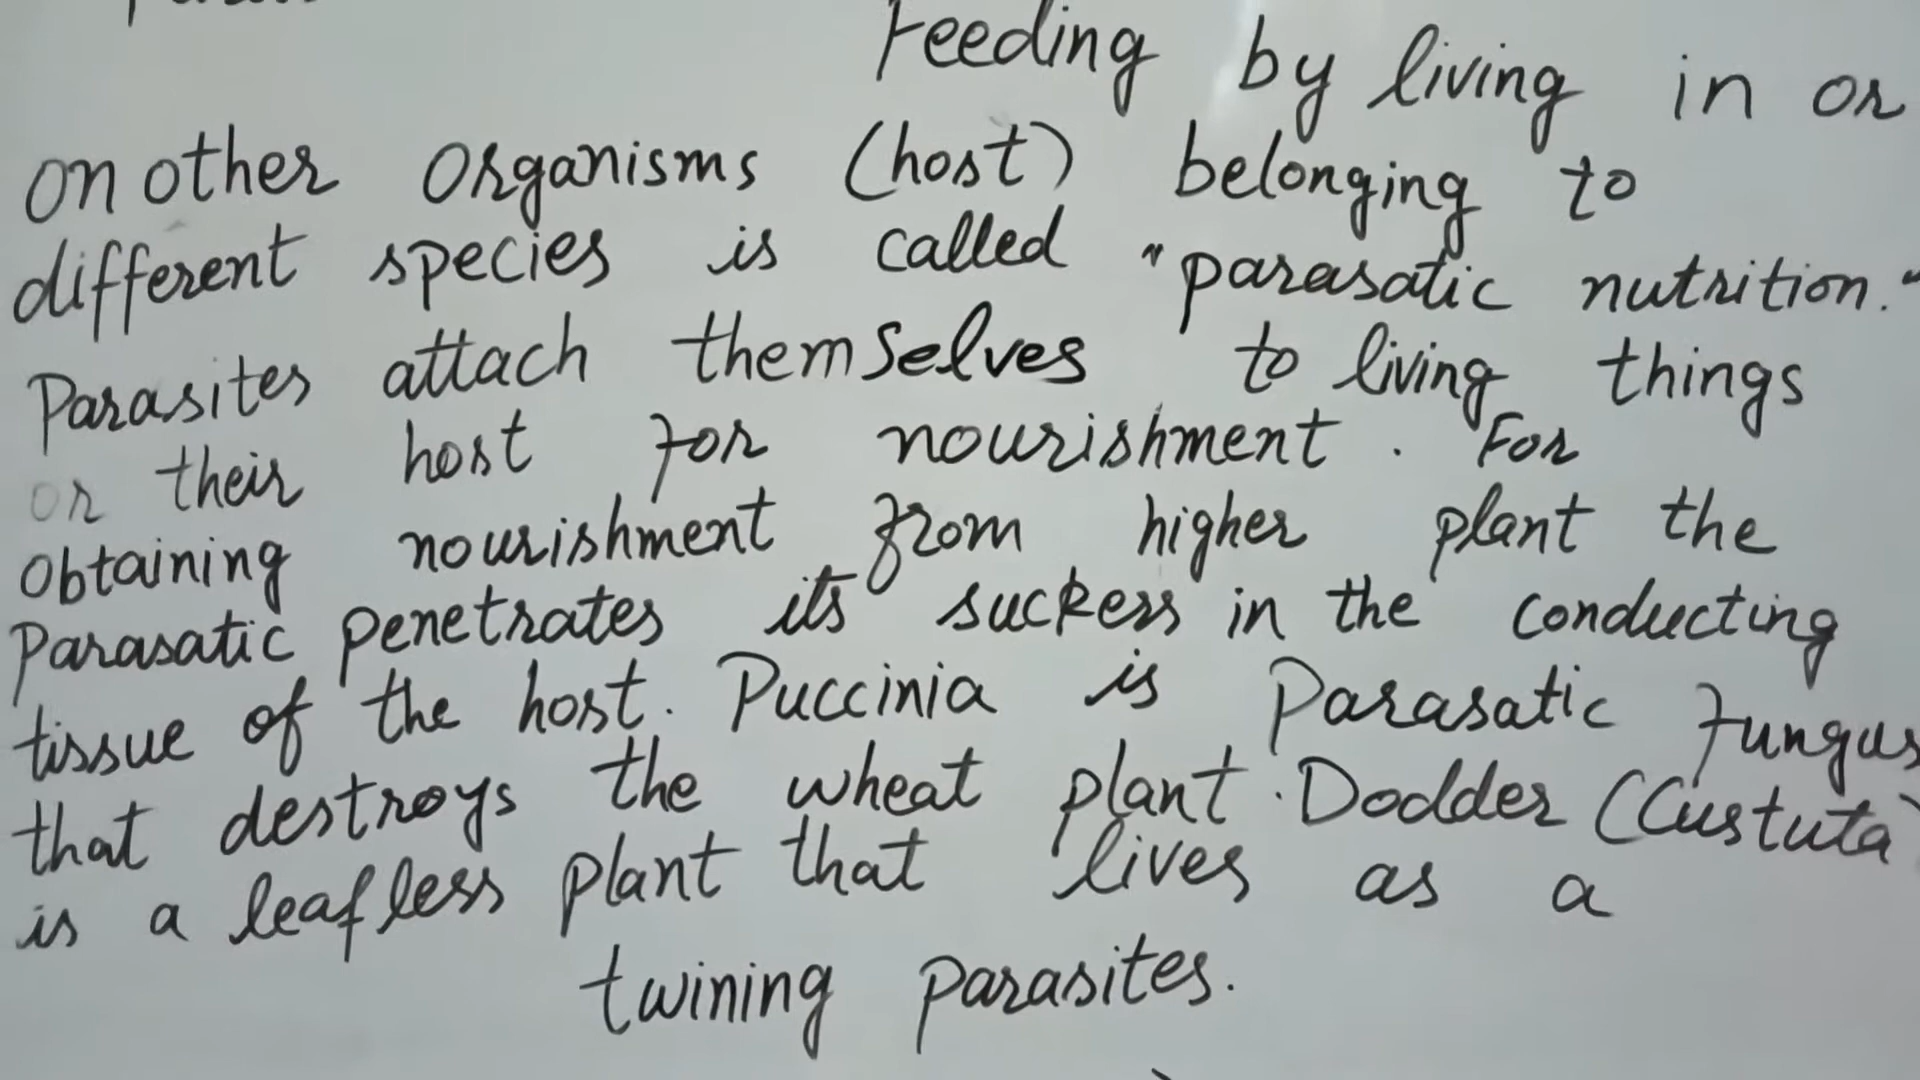 Feeding by living in or
on other organisms (host) belonging to
different species is called "parasatic nutrition."
Parasites attach themselves to living things
or their host for nourishment. For
obtaining nourishment from higher plant the
Parasatic penetrates its suckers in the conducting
tissue of the host. Puccinia is Parasatic fungus
that destroys the wheat plant. Dodder (Custuta)
is a leafless plant that lives as a
twining parasites.